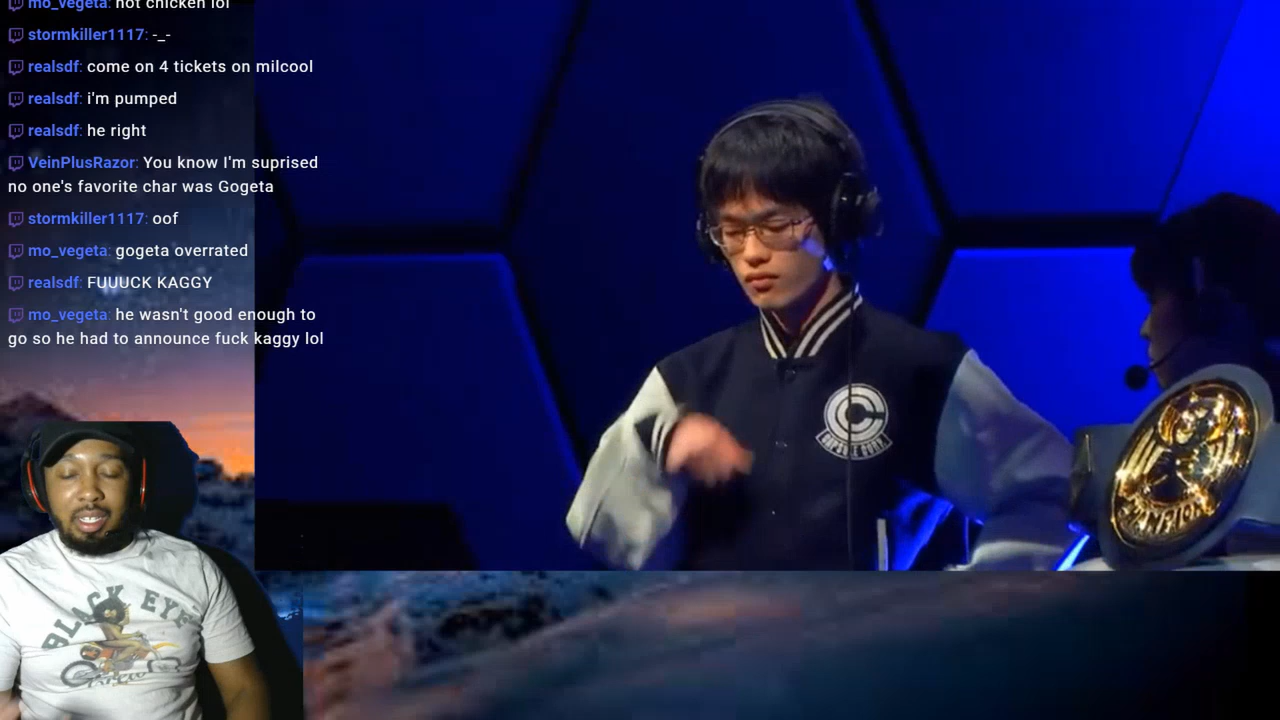 mo_vegeta: not chicken lol
stormkiller1117: -_-
realsdf: come on 4 tickets on milcool
realsdf: i'm pumped
realsdf: he right
VeinPlusRazor: You know I'm suprised
no one's favorite char was Gogeta
stormkiller1117: oof
mo_vegeta: gogeta overrated
realsdf: FUUUCK KAGGY
mo_vegeta: he wasn't good enough to
go so he had to announce fuck kaggy lol
CAPSULE CORP.
CHAMPION
BLACK EYE